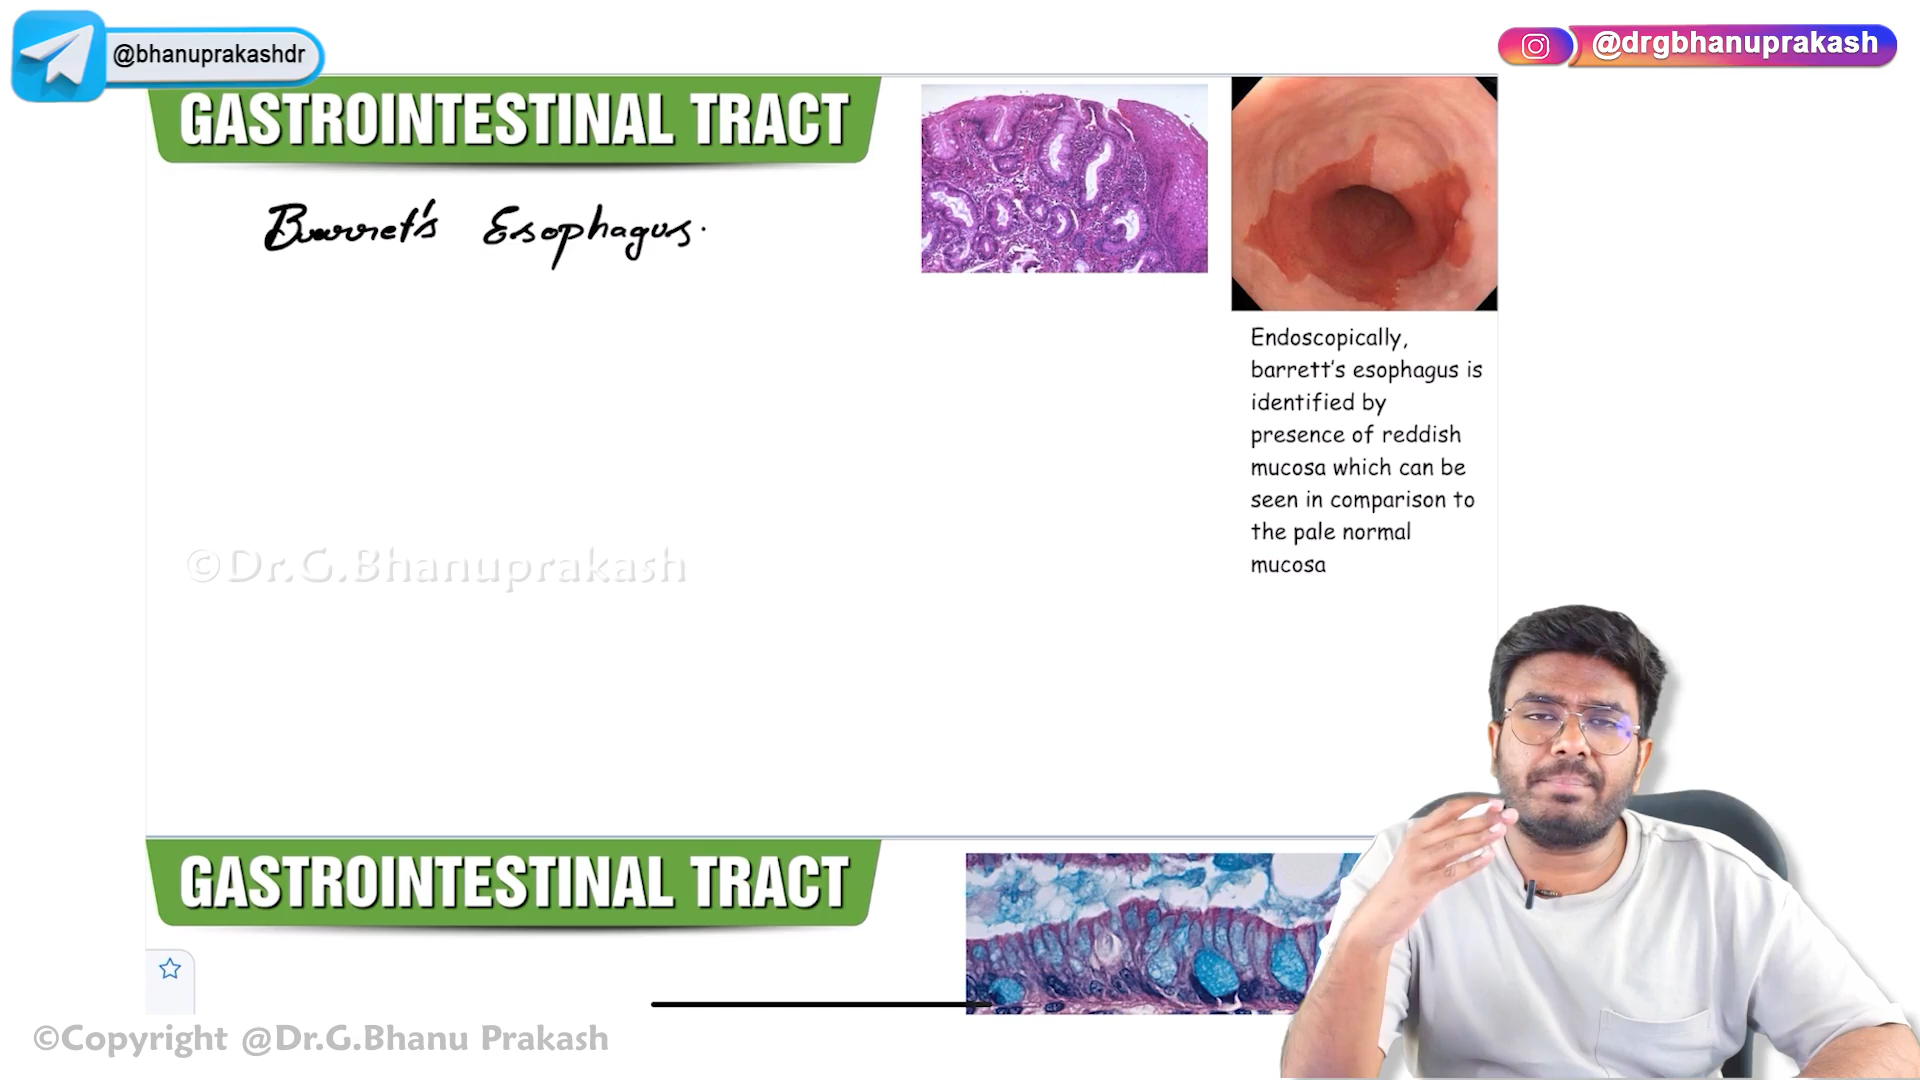 @bhanuprakashdr
@drgbhanuprakash
GASTROINTESTINAL TRACT
Barret's Esophagus.
Endoscopically,
barrett's esophagus is
identified by
presence of reddish
mucosa which can be
seen in comparison to
the pale normal
mucosa
©Dr.G.Bhanuprakash
GASTROINTESTINAL TRACT
©Copyright @Dr.G.Bhanu Prakash